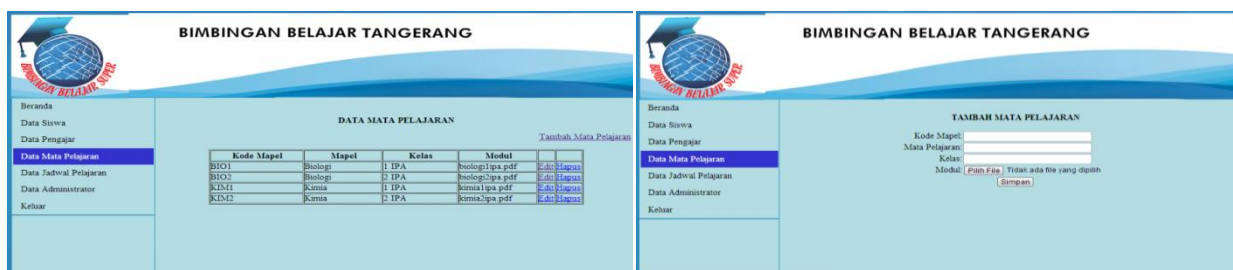 BIMBINGAN BELAJAR TANGERANG
BIMBINGAN BELAJAR SUPER
Beranda
Data Siswa
Data Pengajar
Data Mata Pelajaran
Data Jadwal Pelajaran
Data Administrator
Keluar
DATA MATA PELAJARAN
Tambah Mata Pelajaran
Kode Mapel Mapel Kelas Modul
BIO1 Biologi 1 IPA biologi1ipa.pdf Edit Hapus
BIO2 Biologi 2 IPA biologi2ipa.pdf Edit Hapus
KIM1 Kimia 1 IPA kimia1ipa.pdf Edit Hapus
KIM2 Kimia 2 IPA kimia2ipa.pdf Edit Hapus
BIMBINGAN BELAJAR TANGERANG
BIMBINGAN BELAJAR SUPER
Beranda
Data Siswa
Data Pengajar
Data Mata Pelajaran
Data Jadwal Pelajaran
Data Administrator
Keluar
TAMBAH MATA PELAJARAN
Kode Mapel:
Mata Pelajaran:
Kelas:
Modul: Pilih File Tidak ada file yang dipilih
Simpan